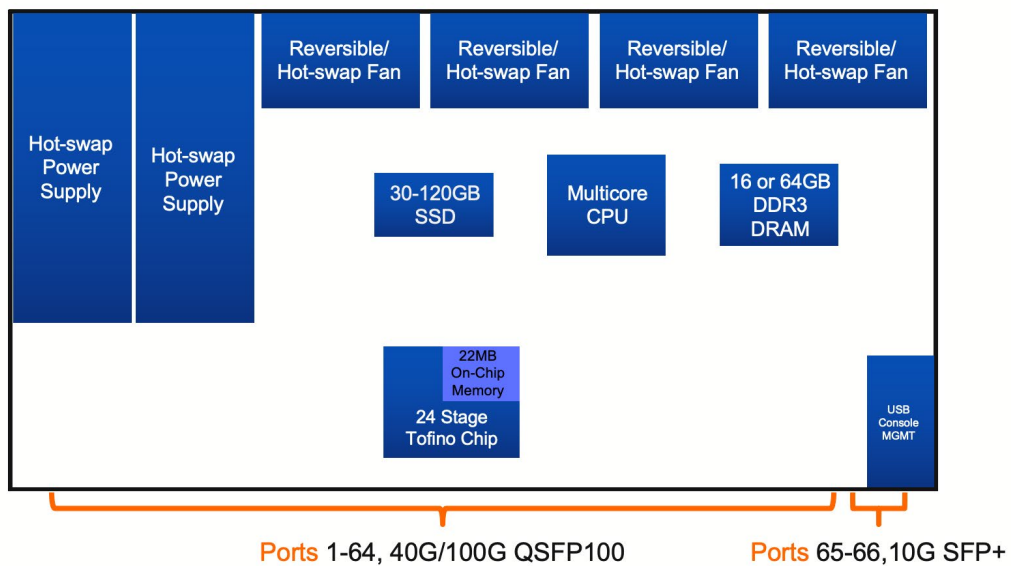 Reversible/
Hot-swap Fan
Reversible/
Hot-swap Fan
Reversible/
Hot-swap Fan
Reversible/
Hot-swap Fan
Hot-swap
Power
Supply
Hot-swap
Power
Supply
30-120GB
SSD
Multicore
CPU
16 or 64GB
DDR3
DRAM
22MB
On-Chip
Memory
24 Stage
Tofino Chip
USB
Console
MGMT
Ports 1-64, 40G/100G QSFP100
Ports 65-66,10G SFP+